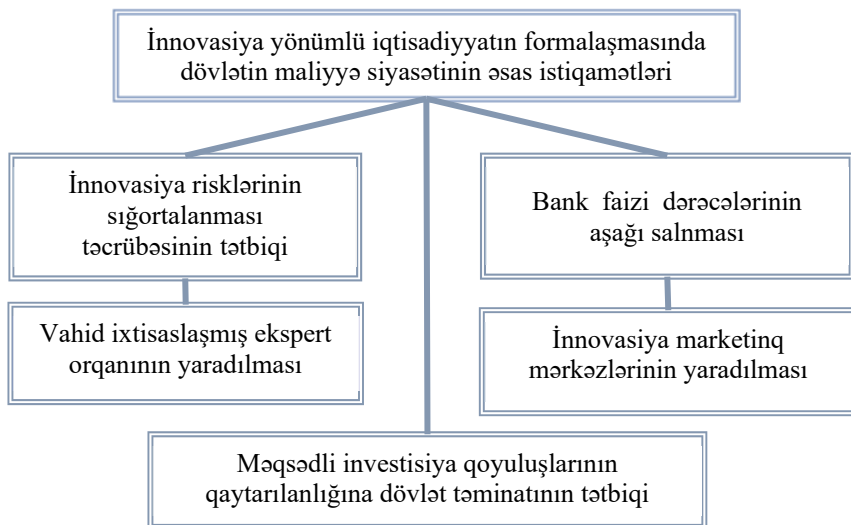 İnnovasiya yönümlü iqtisadiyyatın formalaşmasında
dövlətin maliyyə siyasətinin əsas istiqamətləri
İnnovasiya risklərinin
sığortalanması
təcrübəsinin tətbiqi
Bank faizi dərəcələrinin
aşağı salnması
Vahid ixtisaslaşmış ekspert
orqanının yaradılması
İnnovasiya marketinq
mərkəzlərinin yaradılması
Məqsədli investisiya qoyuluşlarının
qaytarılanlığına dövlət təminatının tətbiqi